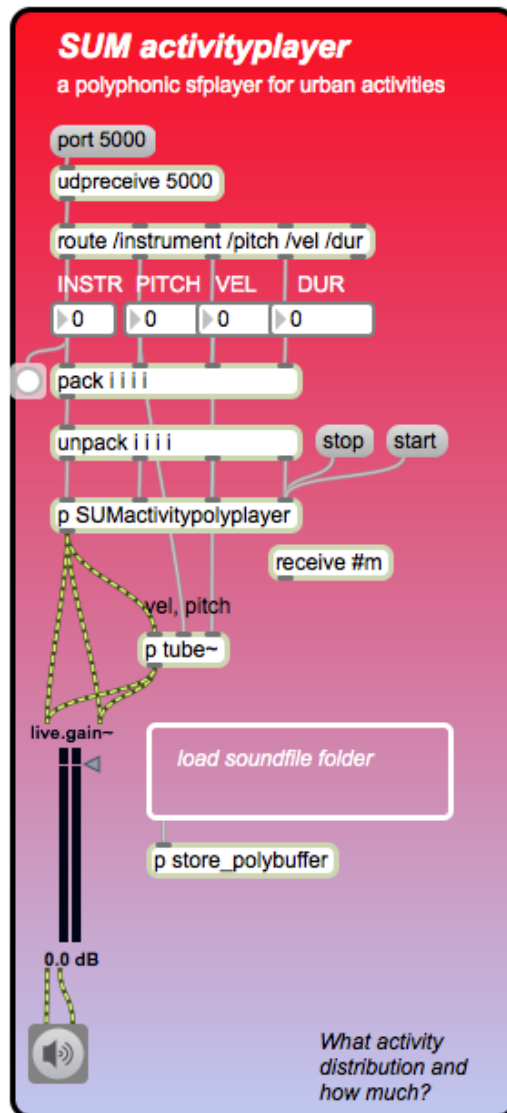 SUM activityplayer
a polyphonic sfplayer for urban activities
port 5000
udpreceive 5000
route /instrument /pitch /vel /dur
INSTR PITCH VEL DUR
0 0 0 0
pack i i i i
unpack i i i i
stop start
p SUMactivitypolyplayer
receive #m
vel, pitch
p tube~
live.gain~
load soundfile folder
p store_polybuffer
0.0 dB
What activity
distribution and
how much?